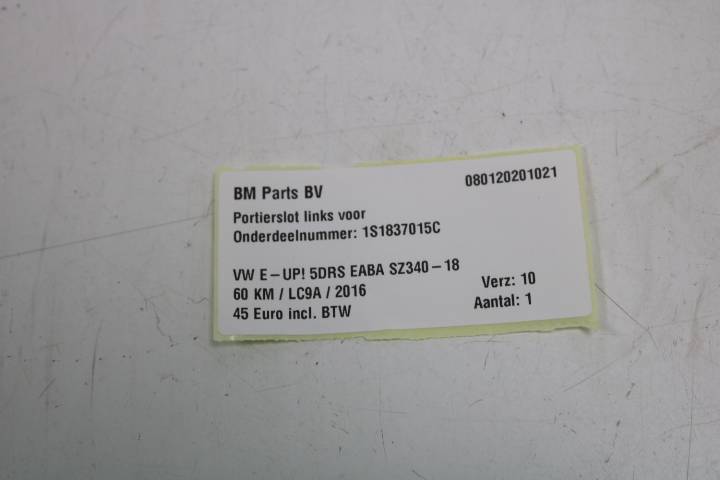 BM Parts BV
080120201021
Portierslot links voor
Onderdeelnummer: 1S1837015C
VW E-UP! 5DRS EABA SZ340-18
60 KM / LC9A / 2016
45 Euro incl. BTW
Verz: 10
Aantal: 1